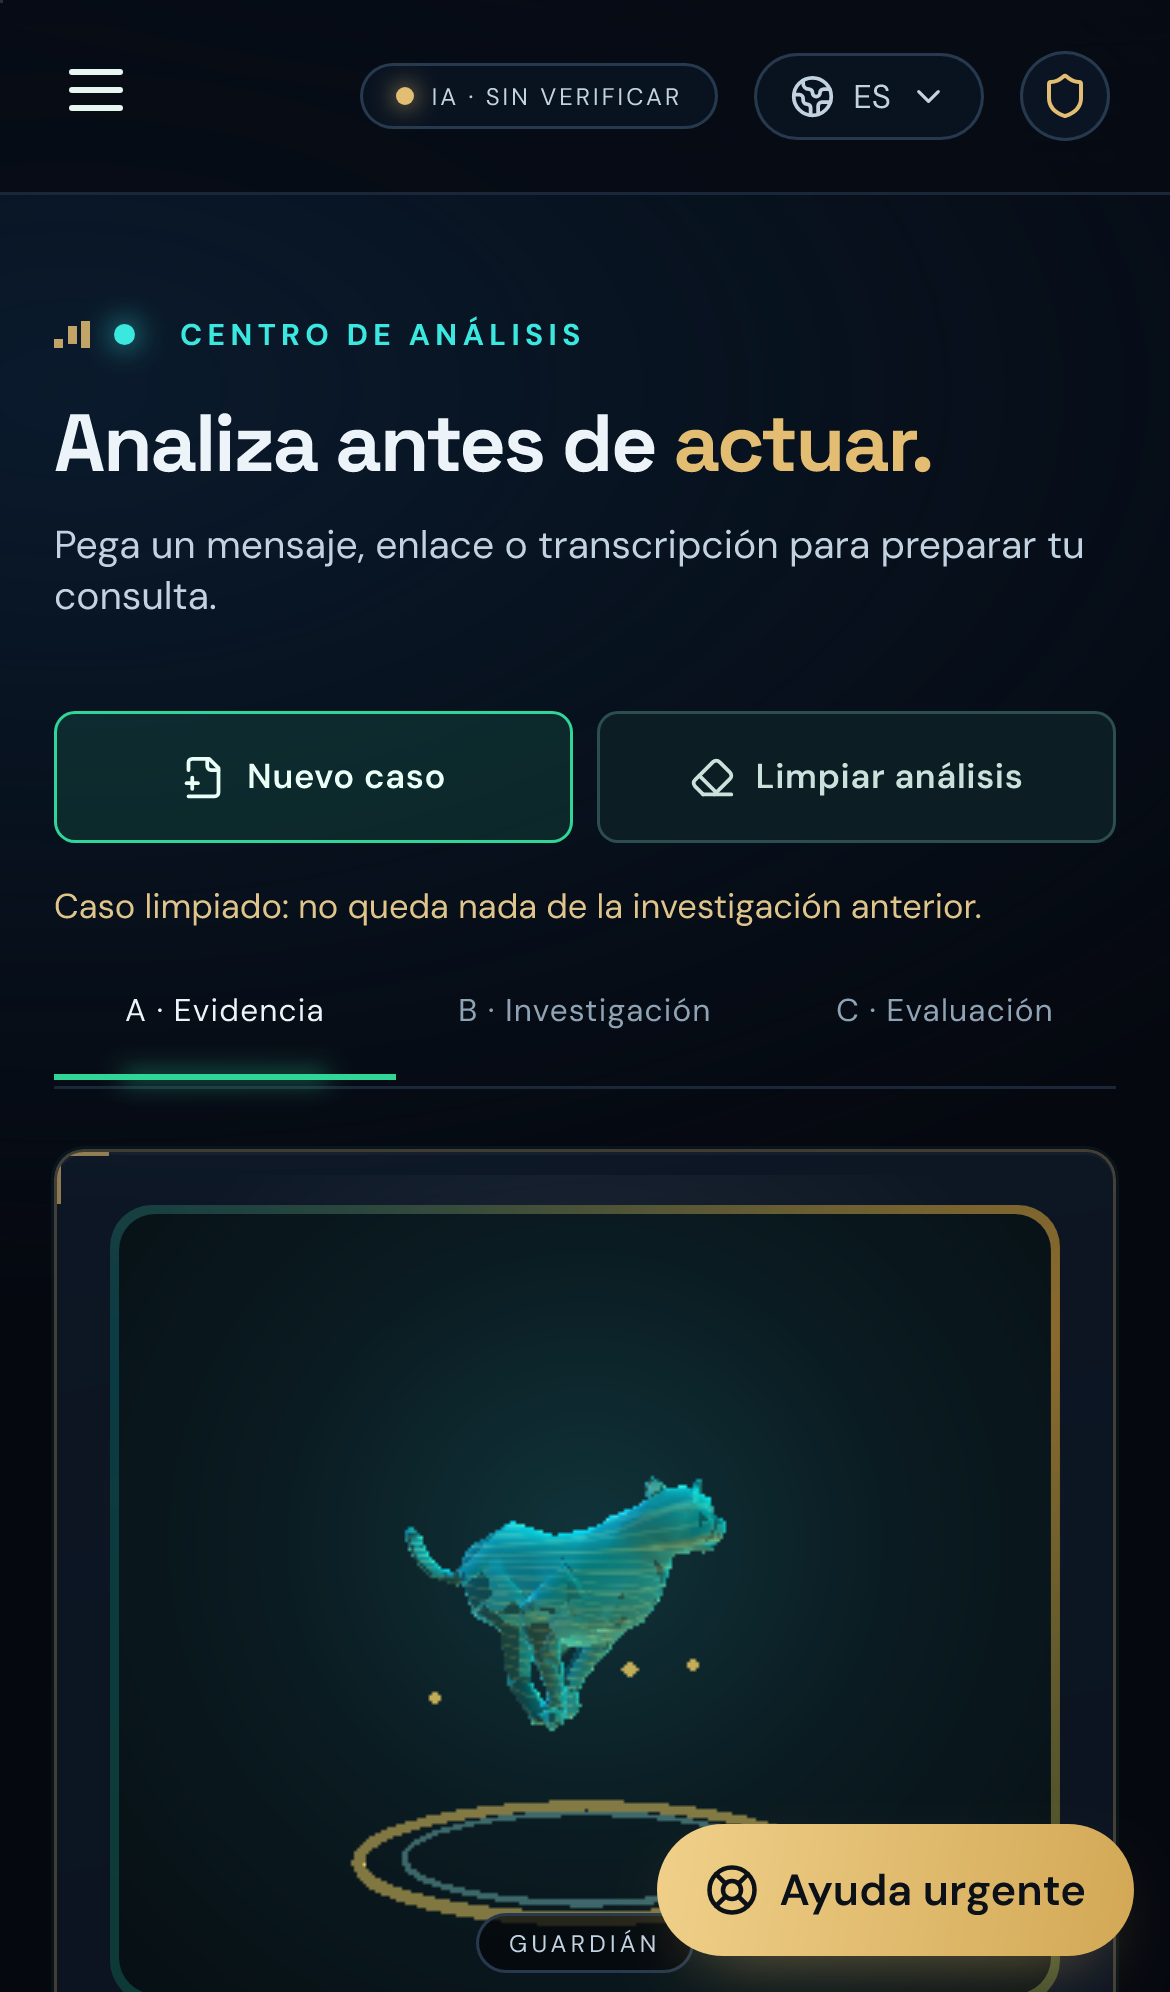 IA · SIN VERIFICAR
ES
CENTRO DE ANÁLISIS
Analiza antes de actuar.
Pega un mensaje, enlace o transcripción para preparar tu
consulta.
Nuevo caso
Limpiar análisis
Caso limpiado: no queda nada de la investigación anterior.
A · Evidencia
B · Investigación
C · Evaluación
Ayuda urgente
GUARDIÁN